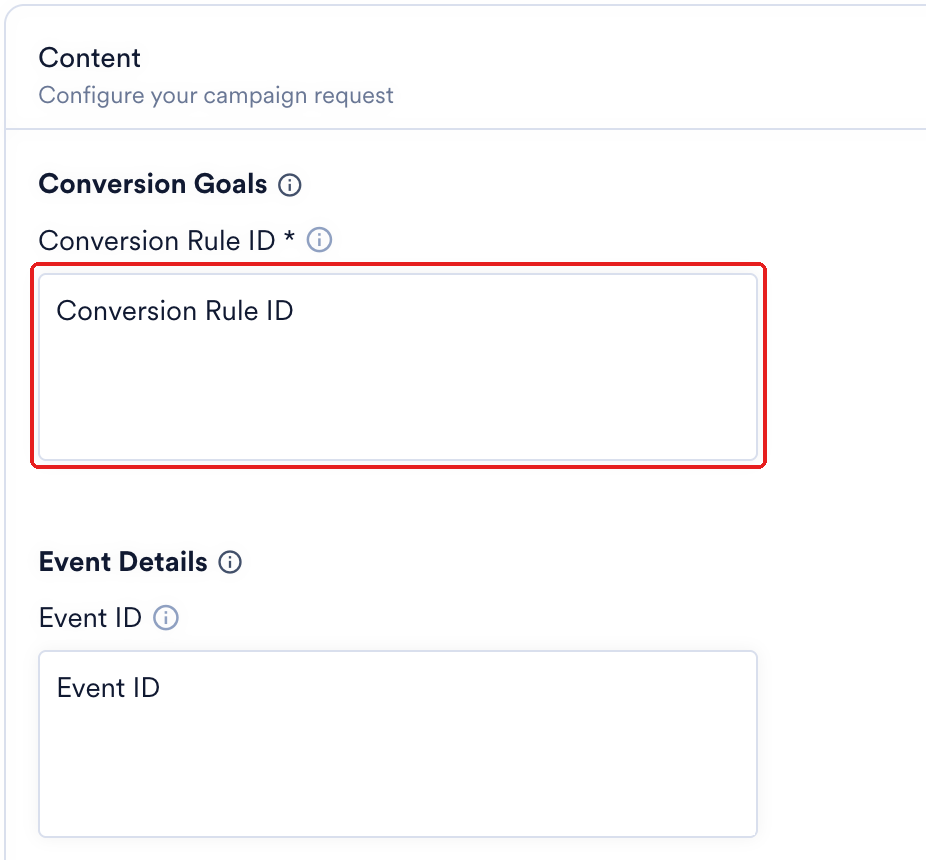 Content
Configure your campaign request
Conversion Goals
Conversion Rule ID *
Conversion Rule ID
Event Details
Event ID
Event ID